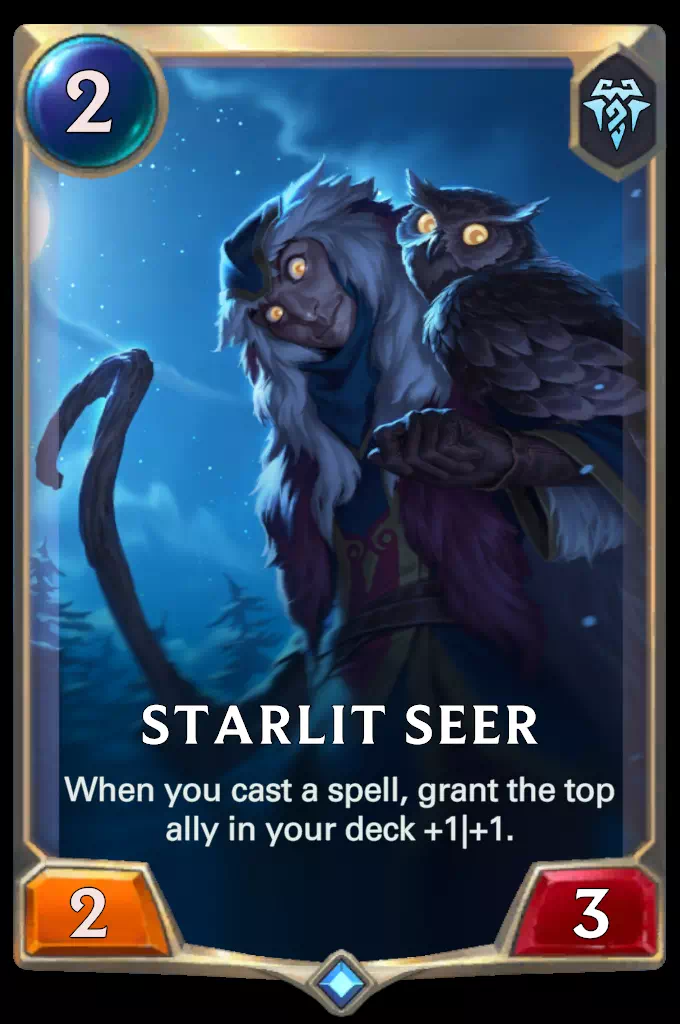 2
STARLIT SEER
When you cast a spell, grant the top
ally in your deck +1|+1.
2 3